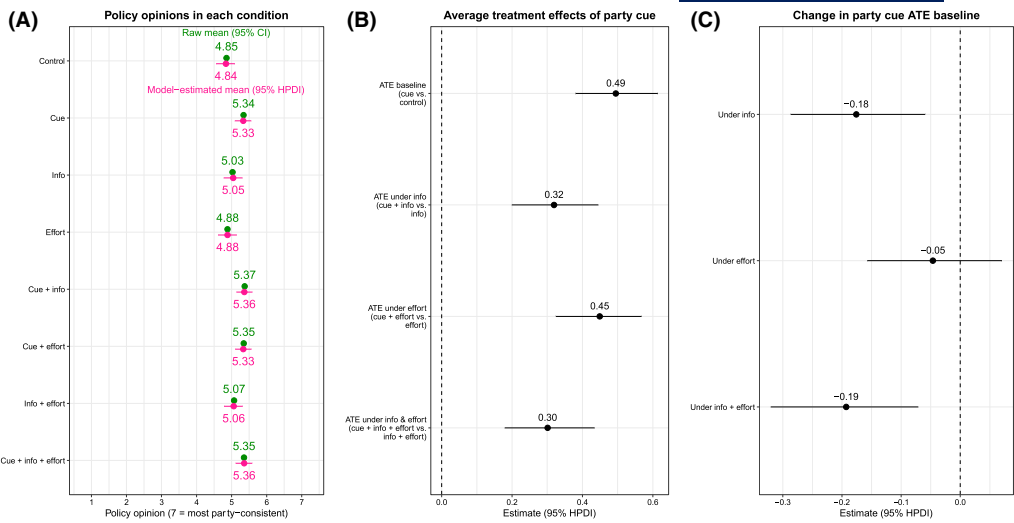 (A)
Policy opinions in each condition
Raw mean (95% CI)
Control
4.85
4.84
Model−estimated mean (95% HPDI)
Cue
5.34
5.33
Info
5.03
5.05
Effort
4.88
4.88
Cue + info
5.37
5.36
Cue + effort
5.35
5.33
Info + effort
5.07
5.06
Cue + info + effort
5.35
5.36
1 2 3 4 5 6 7
Policy opinion (7 = most party−consistent)
(B)
Average treatment effects of party cue
ATE baseline
(cue vs.
control)
0.49
ATE under info
(cue + info vs.
info)
0.32
ATE under effort
(cue + effort vs.
effort)
0.45
ATE under info & effort
(cue + info + effort vs.
info + effort)
0.30
0.0 0.2 0.4 0.6
Estimate (95% HPDI)
(C)
Change in party cue ATE baseline
Under info
−0.18
Under effort
−0.05
Under info + effort
−0.19
−0.3 −0.2 −0.1 0.0
Estimate (95% HPDI)